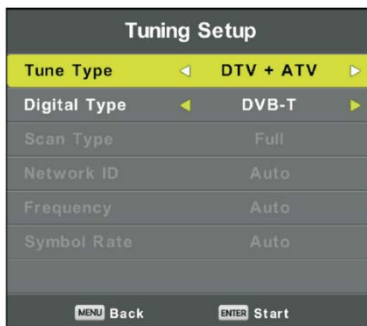 Tuning Setup
Tune Type DTV + ATV
Digital Type DVB-T
Scan Type Full
Network ID Auto
Frequency Auto
Symbol Rate Auto
MENU Back ENTER Start